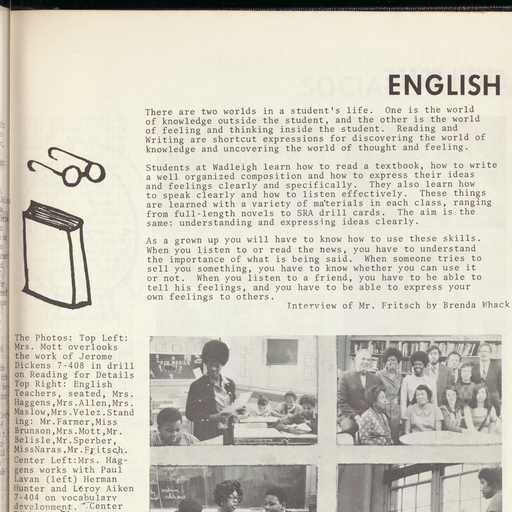 ENGLISH
There are two worlds in a student's life.  One is the world
of knowledge outside the student, and the other is the world
of feeling and thinking inside the student.  Reading and
Writing are shortcut expressions for discovering the world of
knowledge and uncovering the world of thought and feeling.
Students at Wadleigh learn how to read a textbook, how to write
a well organized composition and how to express their ideas
and feelings clearly and specifically.  They also learn how
to speak clearly and how to listen effectively.  These things
are learned with a variety of materials in each class, ranging
from full-length novels to SRA drill cards.  The aim is the
same: understanding and expressing ideas clearly.
As a grown up you will have to know how to use these skills.
When you listen to or read the news, you have to understand
the importance of what is being said.  When someone tries to
sell you something, you have to know whether you can use it
or not.  When you listen to a friend, you have to be able to
tell his feelings, and you have to be able to express your
own feelings to others.
Interview of Mr. Fritsch by Brenda Whack
The Photos: Top Left:
Mrs. Mott overlooks
the work of Jerome
Dickens 7-408 in drill
on Reading for Details
Top Right: English
Teachers, seated, Mrs.
Haggens,Mrs.Allen,Mrs.
Maslow,Mrs.Velez.Stand
ing: Mr.Farmer,Miss
Brunson,Mrs.Mott,Mr.
Belisle,Mr.Sperber,
MissNaras,Mr.Fritsch.
Center Left:Mrs. Hag-
gens works with Paul
Lavan (left) Herman
Hunter and Leroy Aiken
7-404 on vocabulary
development.  Center